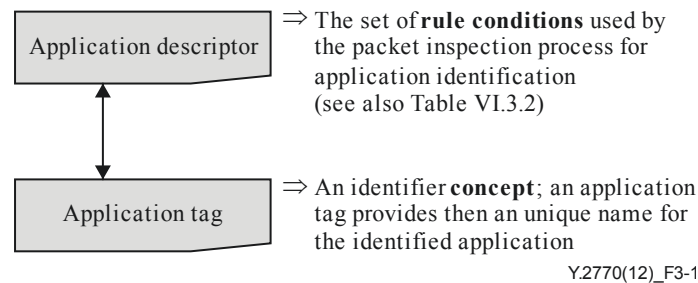 Application descriptor
⇒ The set of rule conditions used by
the packet inspection process for
application identification
(see also Table VI.3.2)
Application tag
⇒ An identifier concept; an application
tag provides then an unique name for
the identified application
Y.2770(12)_F3-1